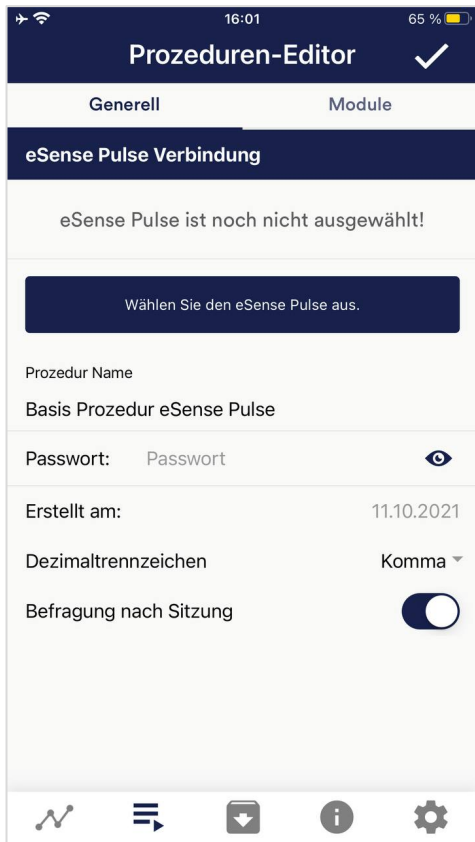 16:01
65 %
Prozeduren-Editor
Generell
Module
eSense Pulse Verbindung
eSense Pulse ist noch nicht ausgewählt!
Wählen Sie den eSense Pulse aus.
Prozedur Name
Basis Prozedur eSense Pulse
Passwort: Passwort
Erstellt am: 11.10.2021
Dezimaltrennzeichen Komma
Befragung nach Sitzung